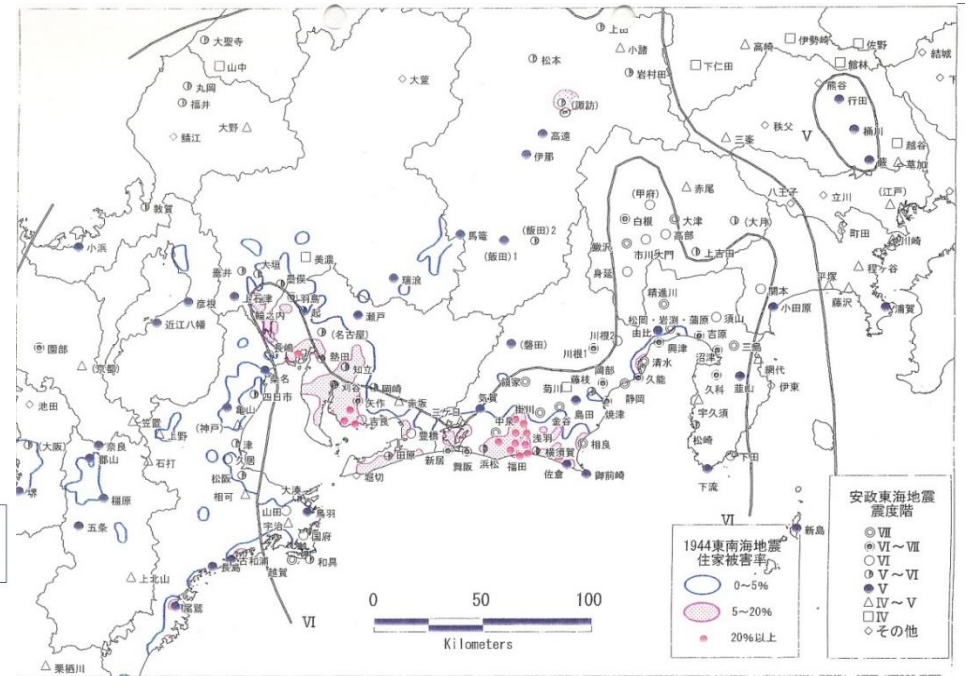 大聖寺
山中
丸岡
福井
鯖江
大野
敦賀
小浜
大萱
松本
上田
小諸
岩村田
(諏訪)
高遠
伊那
高崎
伊勢崎
佐野
下仁田
館林
結城
熊谷
行田
桶川
蕨
越谷
草加
秩父
三峯
V
八王子
立川
(江戸)
町田
川崎
程ヶ谷
平塚
藤沢
浦賀
(甲府)
赤尾
白根
大津
(大月)
高部
市川大門
上吉田
鰍沢
身延
精進川
須山
関本
小田原
馬篭
(飯田)1
(飯田)2
瑞浪
美濃
大垣
垂井
墨俣
上石津
羽島
輪之内
起
瀬戸
彦根
近江八幡
(名古屋)
長嶋
熱田
知立
桑名
四日市
刈谷
岡崎
矢作
赤坂
吉良
亀山
(神戸)
津
久居
松阪
相可
上野
笠置
石打
園部
(京都)
池田
(大阪)
堺
奈良
郡山
橿原
五条
上北山
栗栖川
尾鷲
長島
古和浦
大湊
山田
宇治
鳥羽
国府
和具
越賀
VI
堀切
田原
豊橋
三ケ日
新居
舞阪
浜松
気賀
(磐田)
中泉
福田
浅羽
横須賀
掛川
菊川
金谷
島田
藤枝
岡部
焼津
静岡
久能
清水
相良
佐倉
御前崎
川根1
川根2
松岡・岩淵・蒲原
由比
興津
吉原
沼津
三島
網代
伊東
韮山
久料
宇久須
松崎
下田
下流
新島
VI
0 50 100
Kilometers
1944東南海地震
住家被害率
0～5%
5～20%
20%以上
安政東海地震
震度階
VII
VI～VII
VI
V～VI
V
IV～V
IV
その他